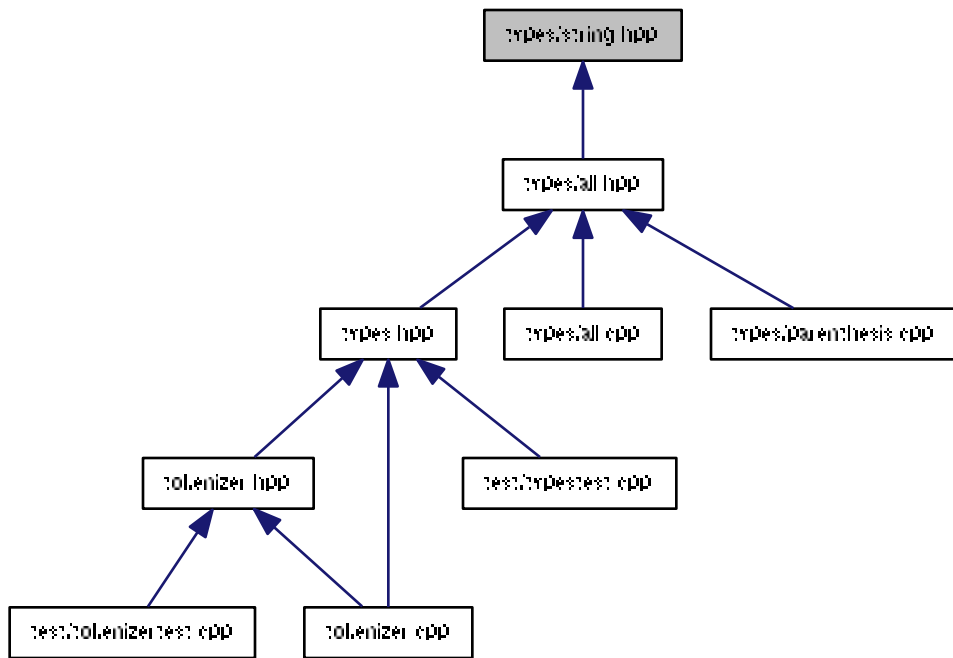 types/string.hpp
types/all.hpp
types.hpp
types/all.cpp
types/parenthesis.cpp
tokenizer.hpp
test/typestest.cpp
test/tokenizertest.cpp
tokenizer.cpp